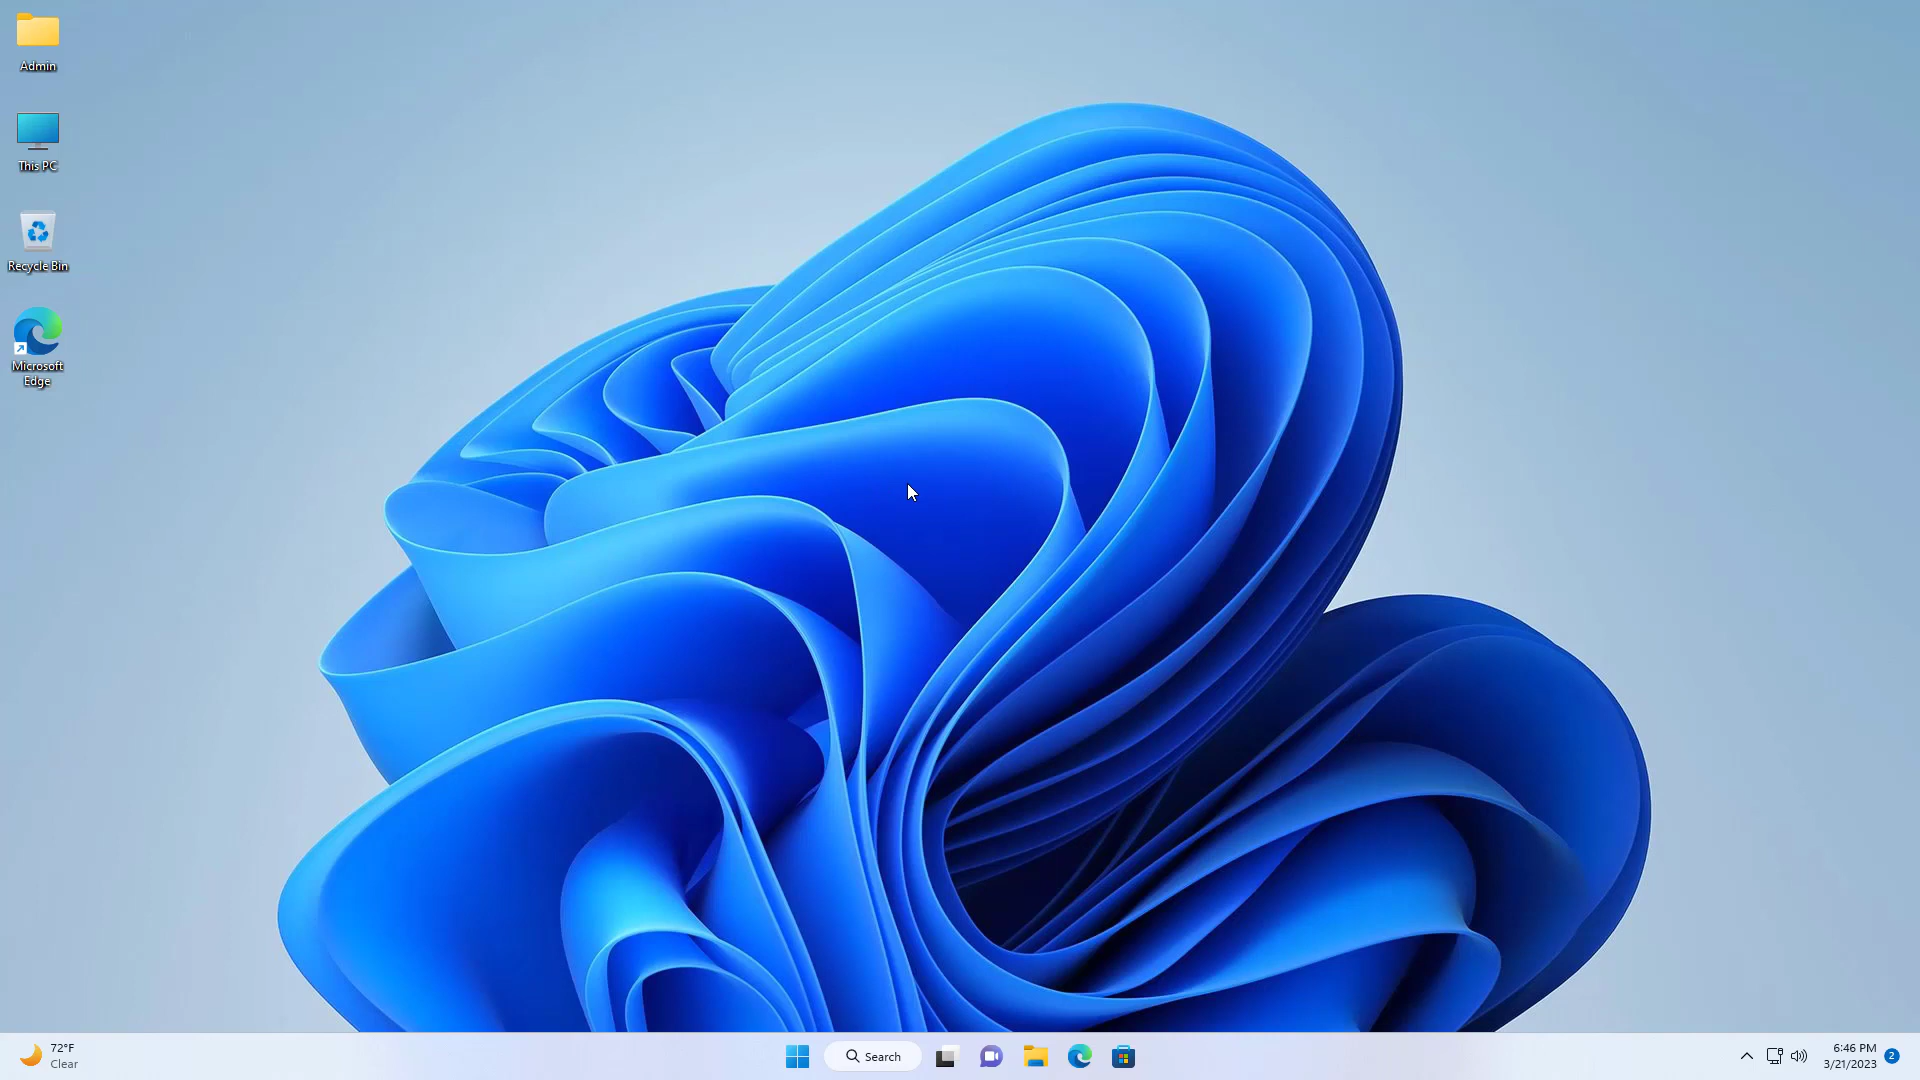 Admin
This PC
Recycle Bin
Microsoft
Edge
72°F
Clear
Search
6:46 PM
3/21/2023
2